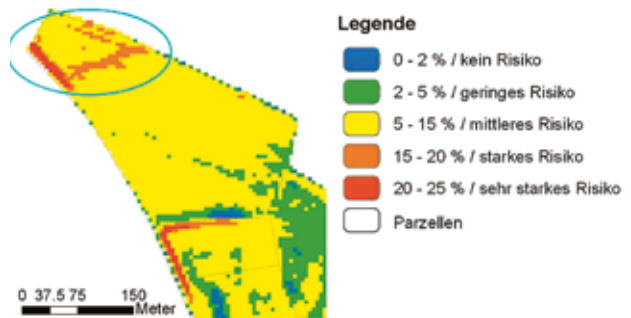 Legende
0 - 2 % / kein Risiko
2 - 5 % / geringes Risiko
5 - 15 % / mittleres Risiko
15 - 20 % / starkes Risiko
20 - 25 % / sehr starkes Risiko
Parzellen
0 37.5 75 150
Meter